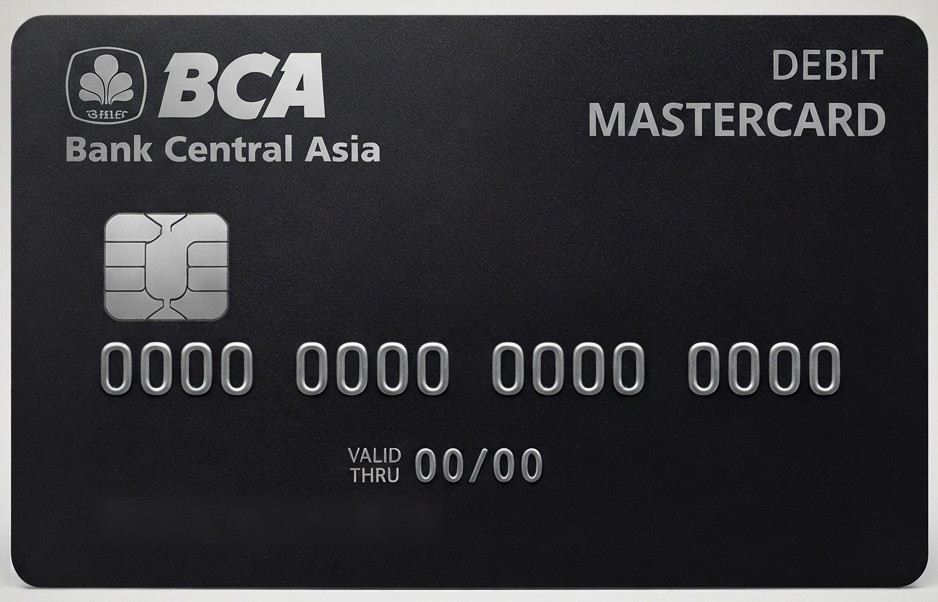 BCA
Bank Central Asia
DEBIT
MASTERCARD
0000 0000 0000 0000
VALID
THRU 00/00